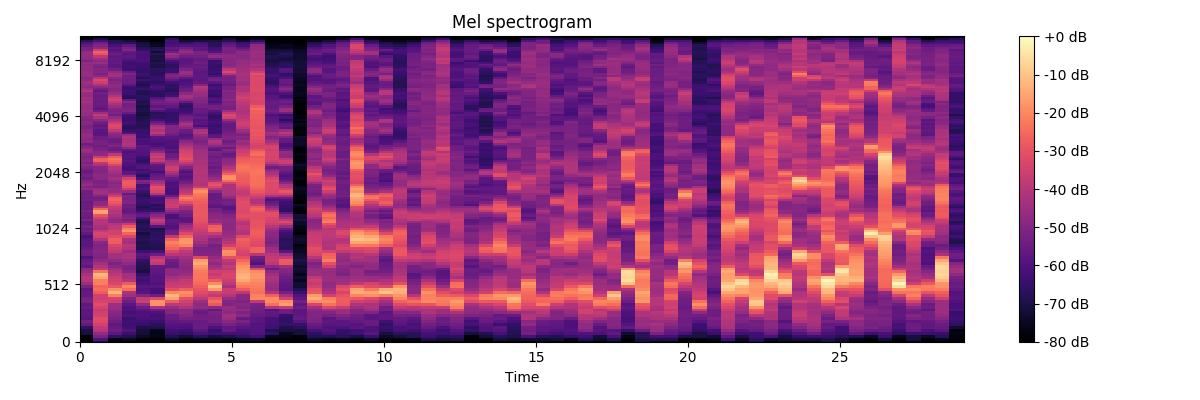 Mel spectrogram
8192
4096
2048
1024
512
0
Hz
0 5 10 15 20 25
Time
+0 dB
-10 dB
-20 dB
-30 dB
-40 dB
-50 dB
-60 dB
-70 dB
-80 dB